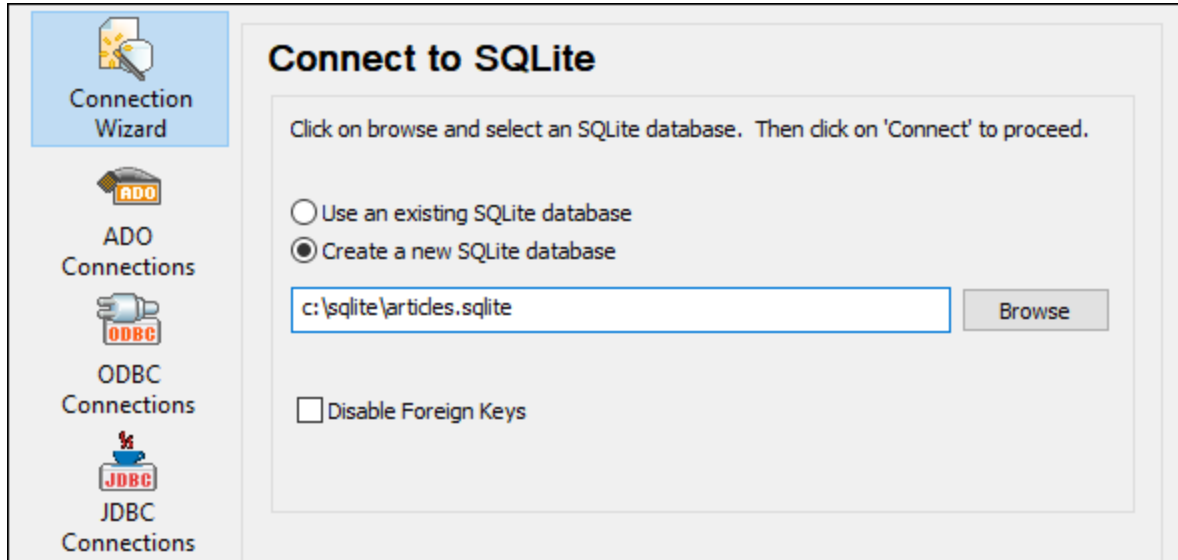 Connection
Wizard
ADO
ADO
Connections
ODBC
ODBC
Connections
JDBC
JDBC
Connections
Connect to SQLite
Click on browse and select an SQLite database.  Then click on 'Connect' to proceed.
Use an existing SQLite database
Create a new SQLite database
c:\sqlite\articles.sqlite
Browse
Disable Foreign Keys